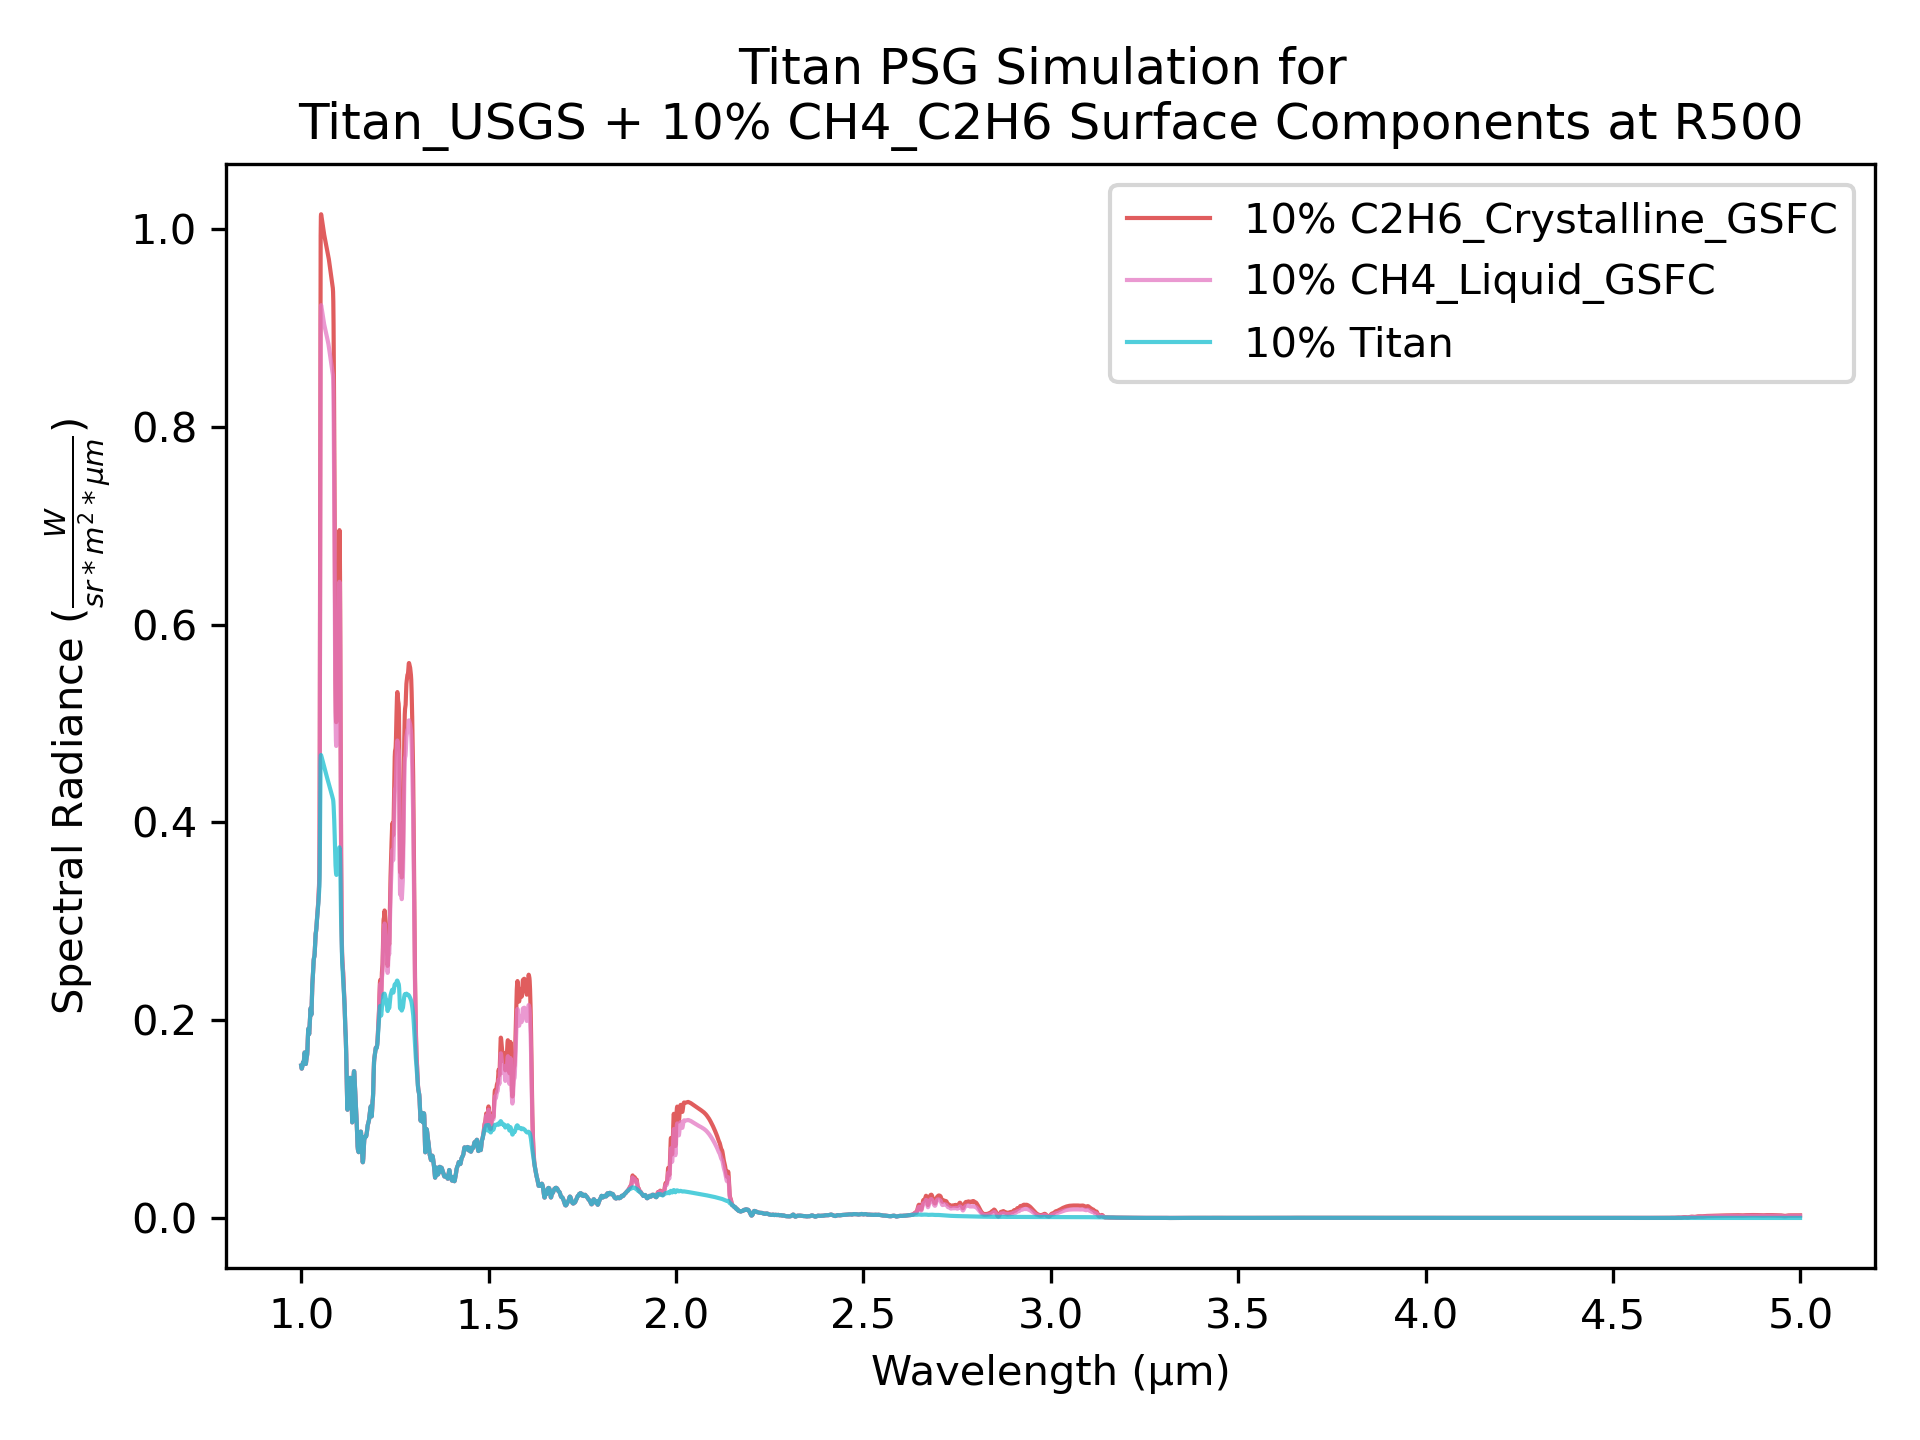 Titan PSG Simulation for
Titan_USGS + 10% CH4_C2H6 Surface Components at R500
10% C2H6_Crystalline_GSFC
10% CH4_Liquid_GSFC
10% Titan
Spectral Radiance (W/sr*m²*μm)
1.0
0.8
0.6
0.4
0.2
0.0
1.0 1.5 2.0 2.5 3.0 3.5 4.0 4.5 5.0
Wavelength (μm)